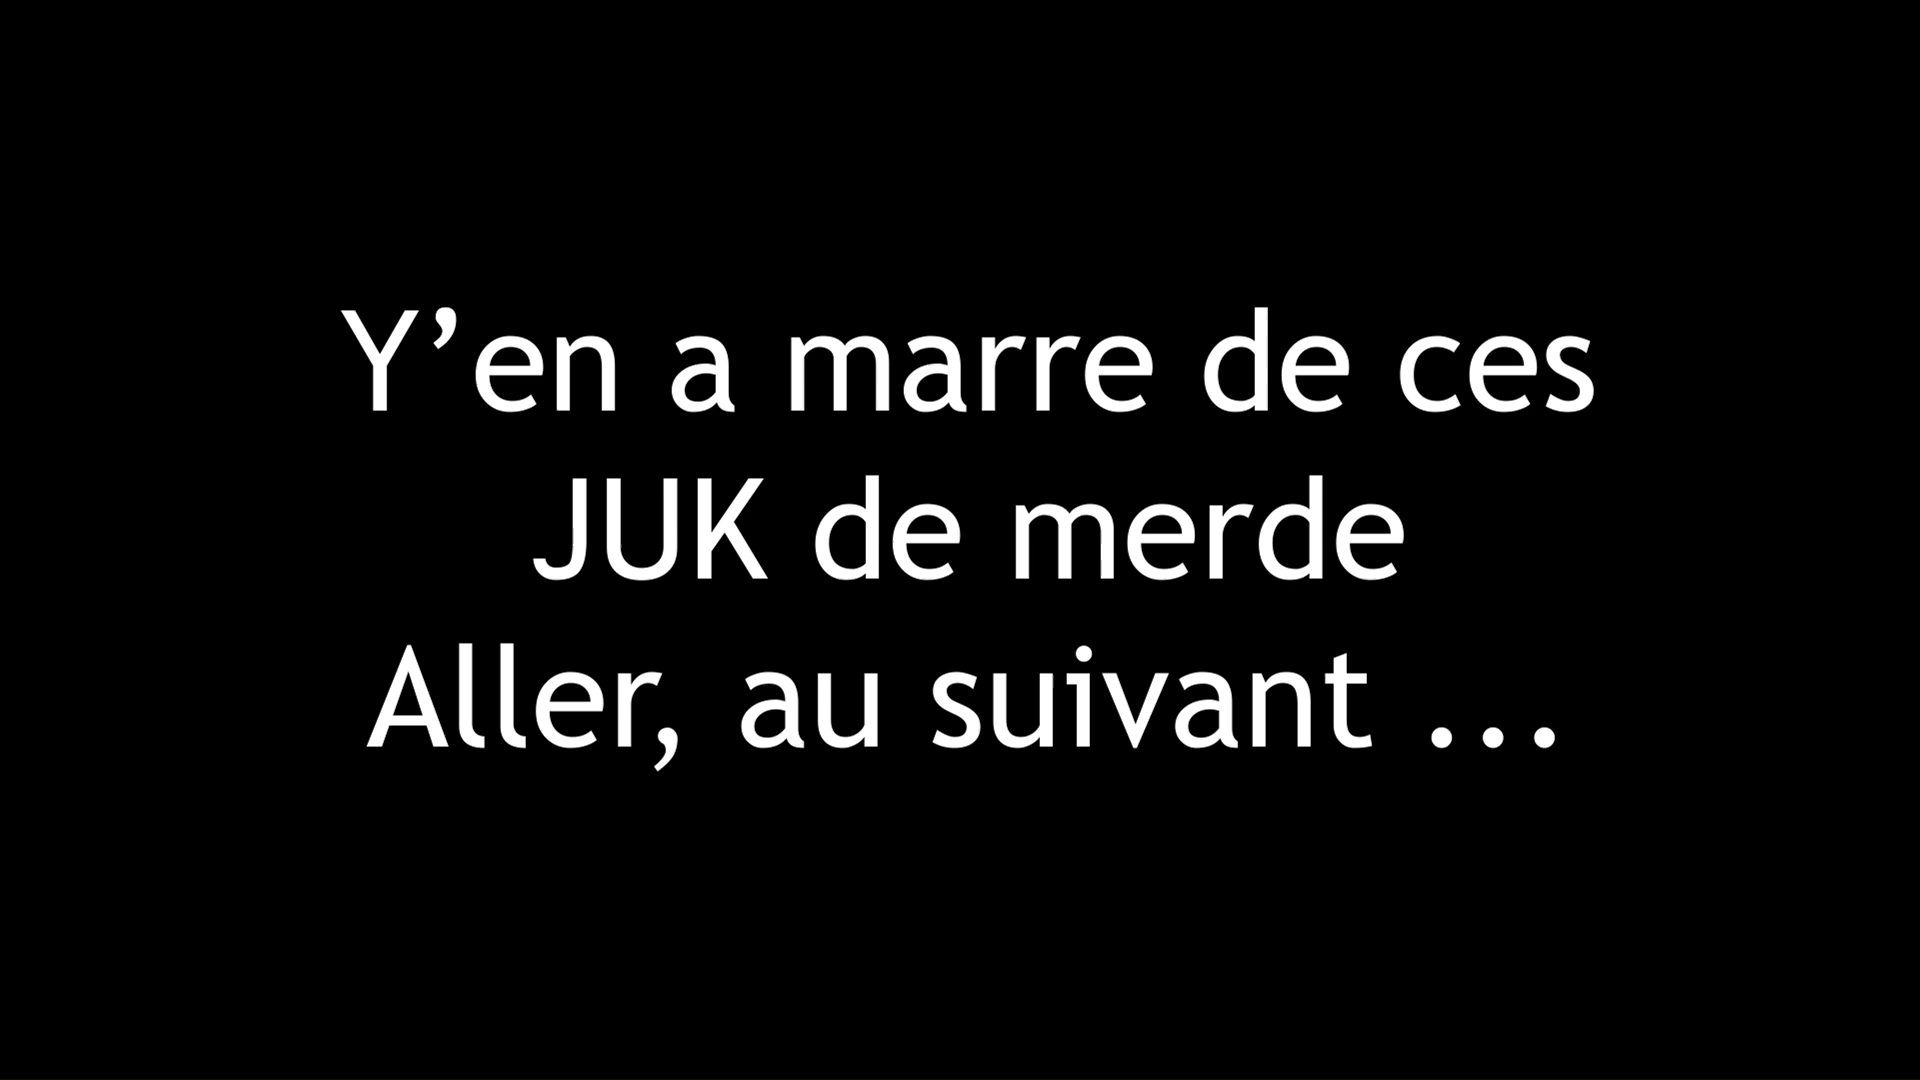 Y’en a marre de ces
JUK de merde
Aller, au suivant ...